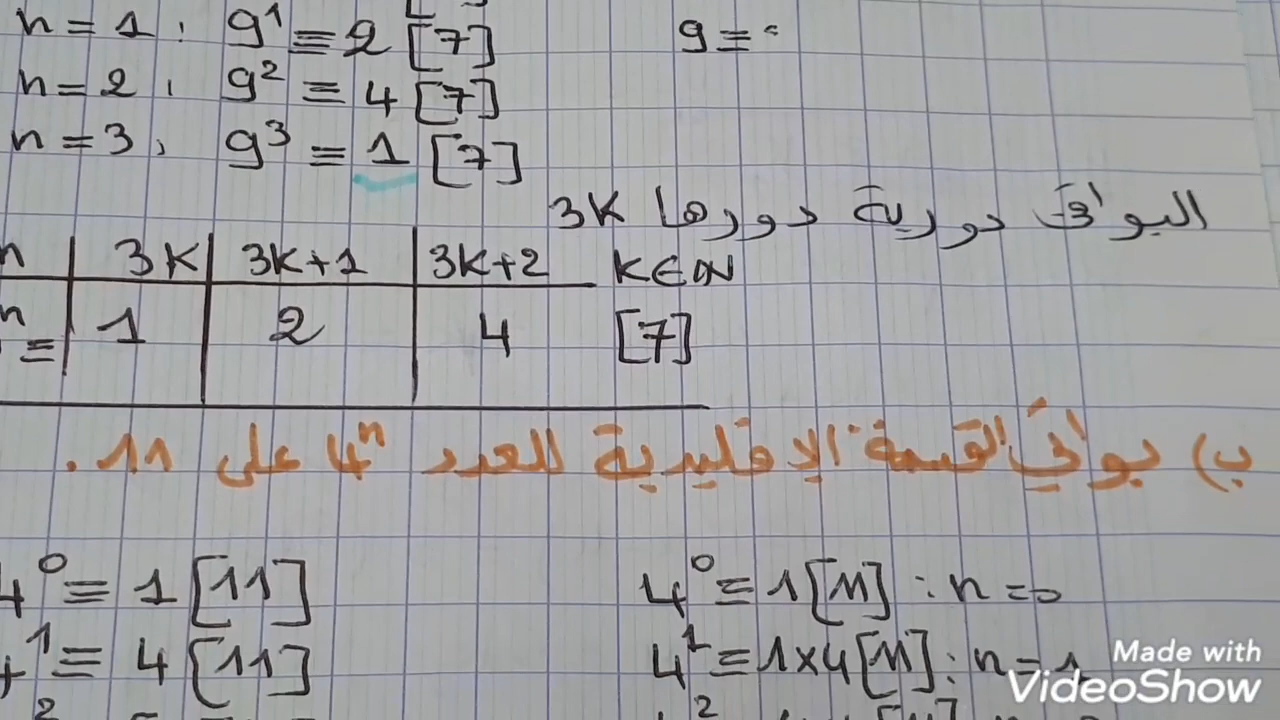 n = 1 : 9¹ ≡ 2 [7]
9 ≡
n = 2 : 9² ≡ 4 [7]
n = 3 , 9³ ≡ 1 [7]
البواقي دورية دورها 3K
n | 3K | 3K+1 | 3K+2 K∈ℕ
n ≡ | 1 | 2 | 4 [7]
ب) بواقي القسمة الإقليدية للعدد 4ⁿ على 11 .
4⁰ ≡ 1 [11]
4⁰ ≡ 1 [11] : n = 0
4¹ ≡ 4 [11]
4¹ ≡ 1×4 [11] : n = 1
Made with
VideoShow